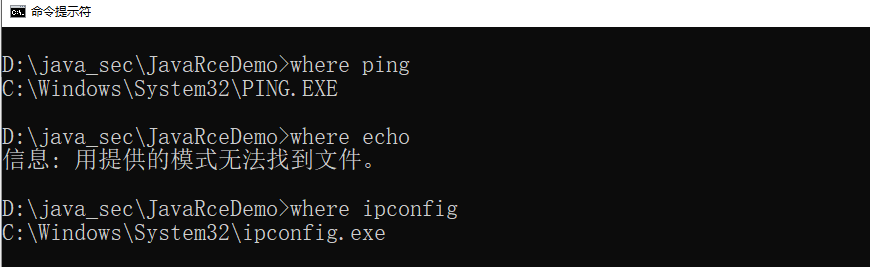 命令提示符
D:\java_sec\JavaRceDemo>where ping
C:\Windows\System32\PING.EXE
D:\java_sec\JavaRceDemo>where echo
信息: 用提供的模式无法找到文件。
D:\java_sec\JavaRceDemo>where ipconfig
C:\Windows\System32\ipconfig.exe